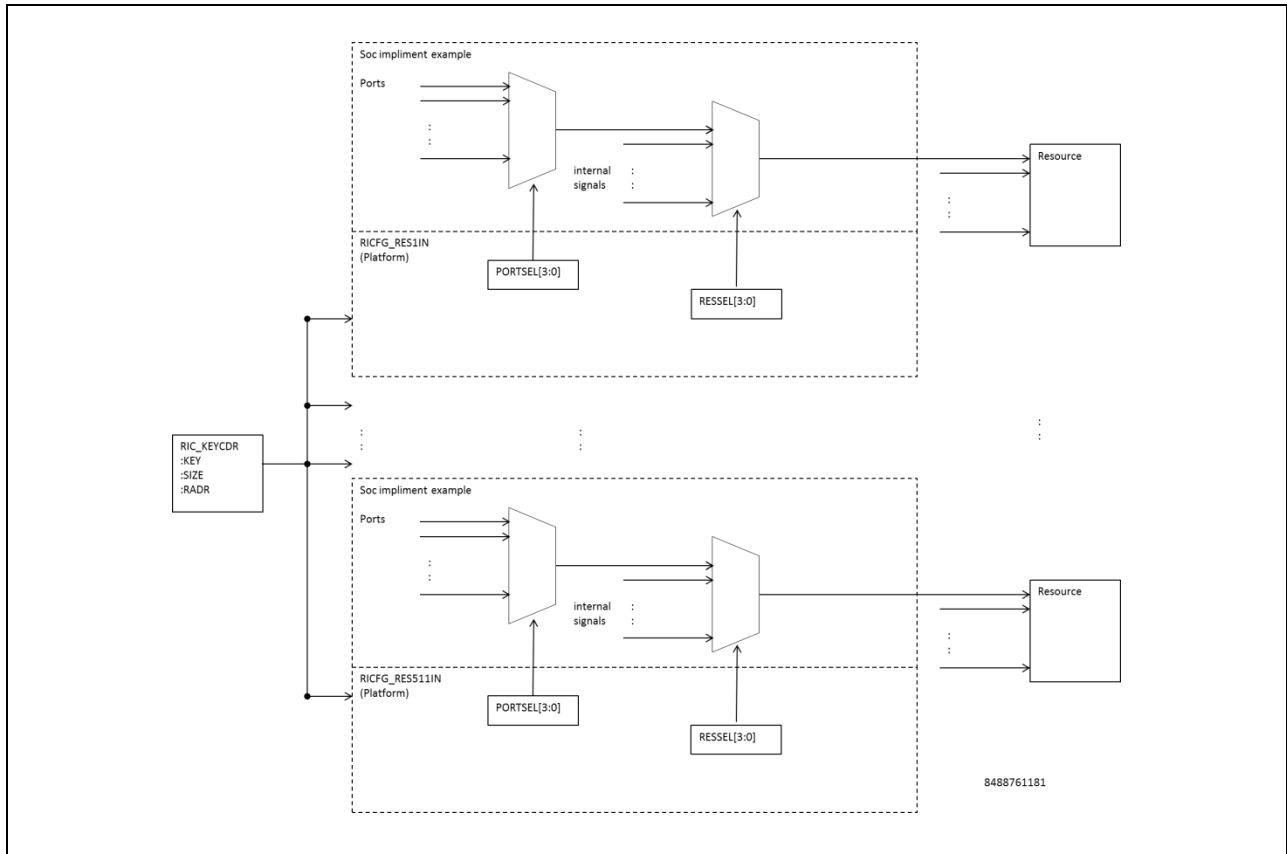 Soc impliment example
Ports
:
:
internal
signals
:
:
Resource
:
:
RICFG_RES1IN
(Platform)
PORTSEL[3:0]
RESSEL[3:0]
RIC_KEYCDR
:KEY
:SIZE
:RADR
:
:
:
:
:
:
Soc impliment example
Ports
:
:
internal
signals
:
:
Resource
:
:
RICFG_RES511IN
(Platform)
PORTSEL[3:0]
RESSEL[3:0]
8488761181